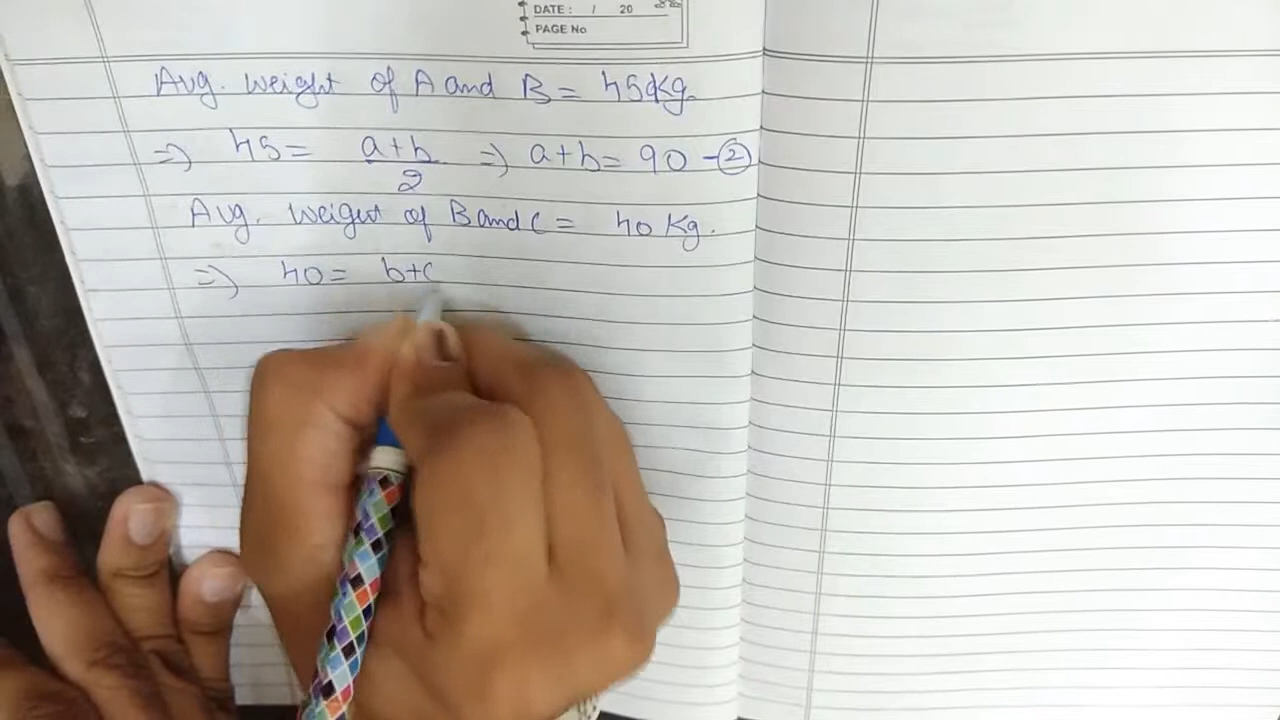 DATE : / 20
PAGE No
Avg. weight of A and B = 45 Kg.
=> 45 = a+b/2 => a+b = 90 - ②
Avg. weight of B and C = 40 Kg.
=> 40 = b+c